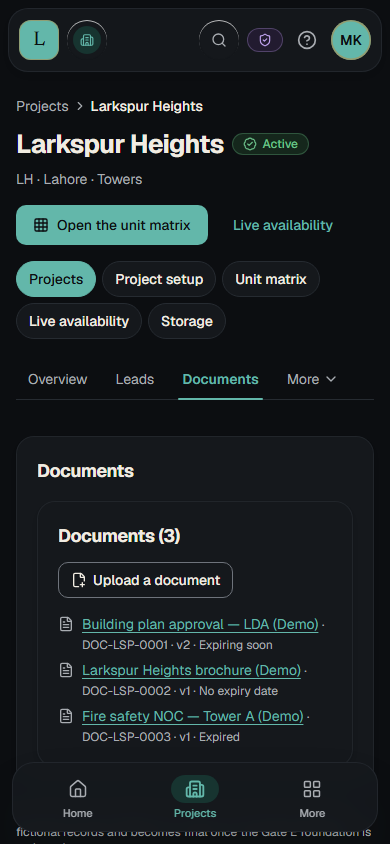 L
MK
Projects > Larkspur Heights
Larkspur Heights Active
LH · Lahore · Towers
Open the unit matrix Live availability
Projects Project setup Unit matrix
Live availability Storage
Overview Leads Documents More
Documents
Documents (3)
Upload a document
Building plan approval — LDA (Demo) ·
DOC-LSP-0001 · v2 · Expiring soon
Larkspur Heights brochure (Demo) ·
DOC-LSP-0002 · v1 · No expiry date
Fire safety NOC — Tower A (Demo) ·
DOC-LSP-0003 · v1 · Expired
Home Projects More
fictional records and becomes final once the Gate E foundation is